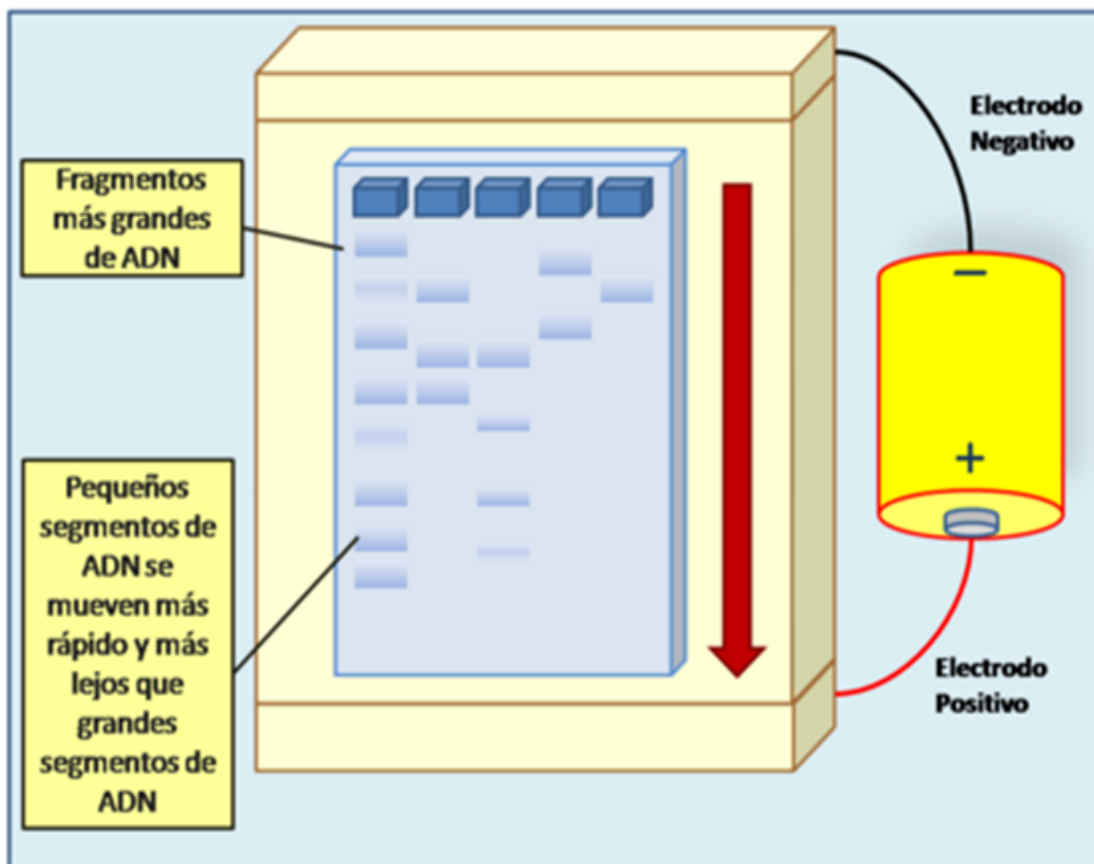 Fragmentos
más grandes
de ADN
Pequeños
segmentos de
ADN se
mueven más
rápido y más
lejos que
grandes
segmentos de
ADN
Electrodo
Negativo
−
+
Electrodo
Positivo